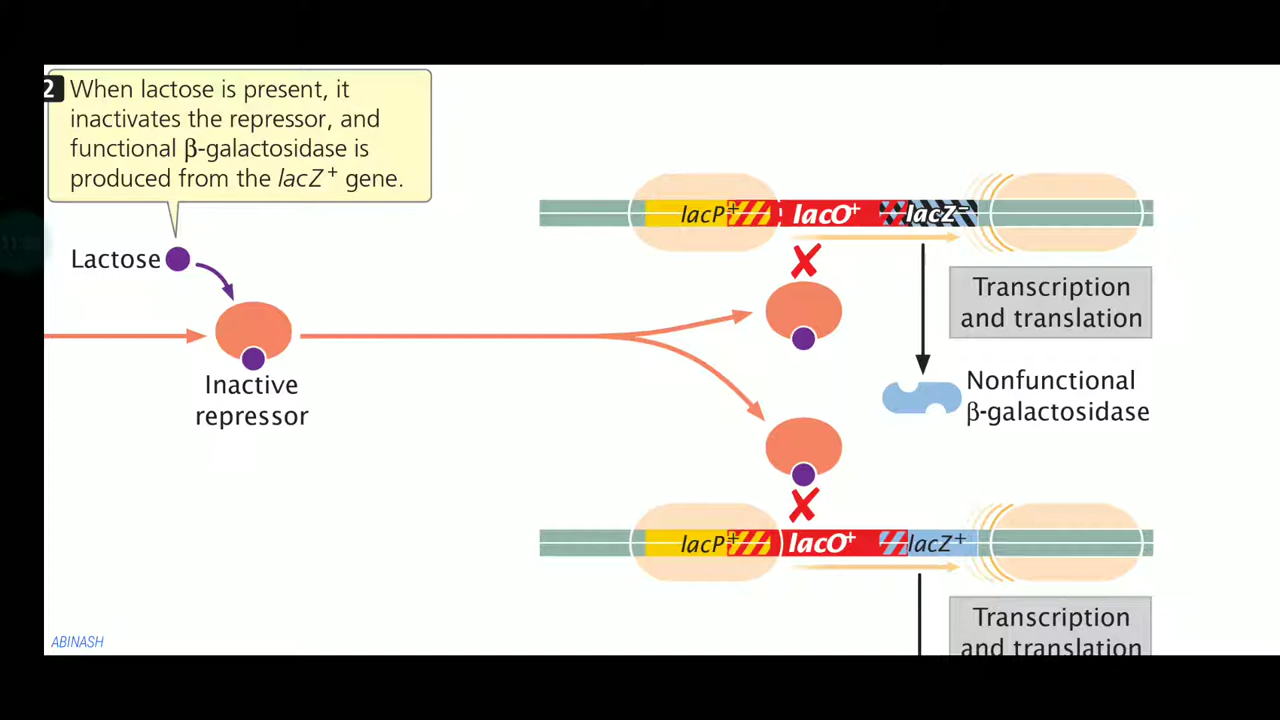 2 When lactose is present, it
inactivates the repressor, and
functional β-galactosidase is
produced from the lacZ⁺ gene.
Lactose
Inactive
repressor
lacP⁺ lacO⁺ lacZ⁻
Transcription
and translation
Nonfunctional
β-galactosidase
lacP⁺ lacO⁺ lacZ⁺
Transcription
and translation
ABINASH